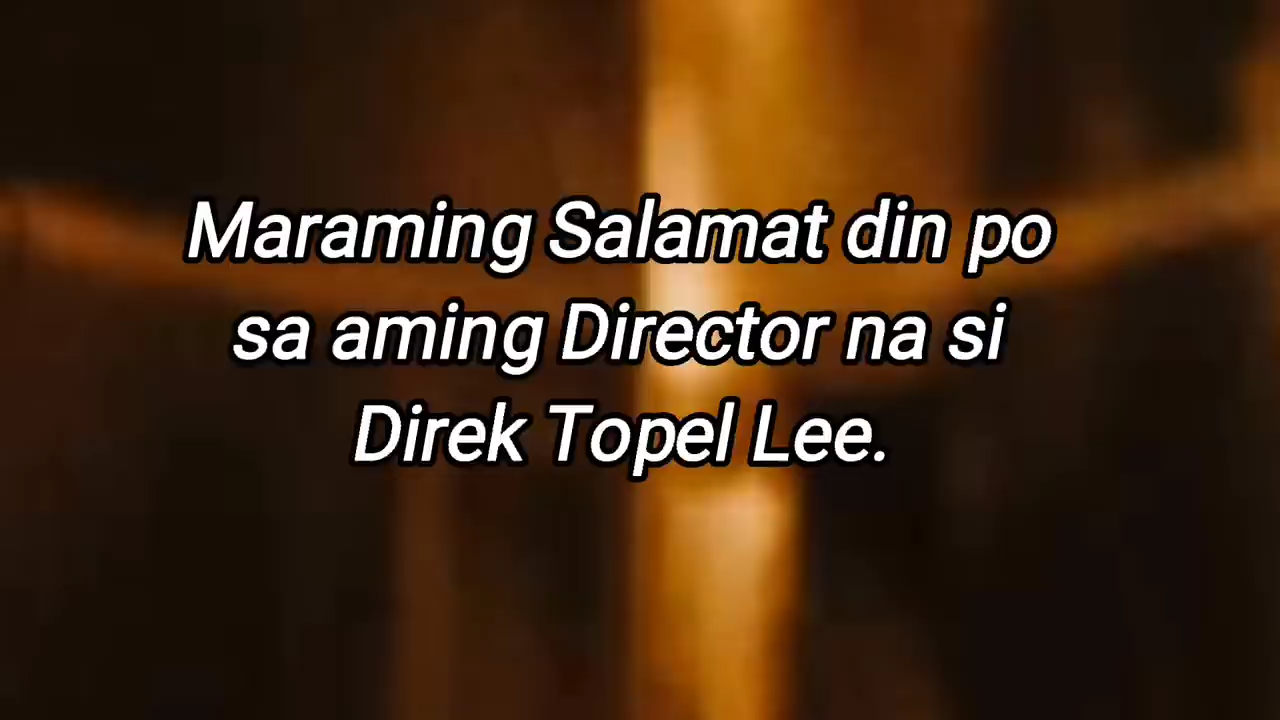 Maraming Salamat din po
sa aming Director na si
Direk Topel Lee.